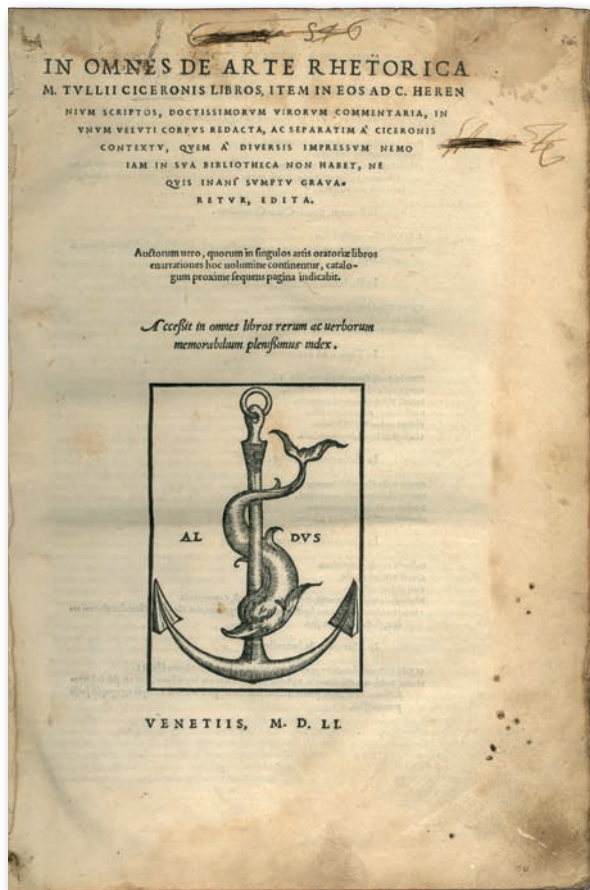 546
IN OMNES DE ARTE RHETORICA
M. TVLLII CICERONIS LIBROS, ITEM IN EOS AD C. HEREN
NIVM SCRIPTOS, DOCTISSIMORVM VIRORVM COMMENTARIA, IN
VNVM VELVTI CORPVS REDACTA, AC SEPARATIM A' CICERONIS
CONTEXTV, QVEM A' DIVERSIS IMPRESSVM NEMO
IAM IN SVA BIBLIOTHECA NON HABET, NE
QVIS INANI SVMPTV GRAVA-
RETVR, EDITA.
Auctorum uero, quorum in singulos artis oratoriæ libros
enarrationes hoc uolumine continentur, catalo-
gum proxime sequens pagina indicabit.
Accessit in omnes libros rerum ac uerborum
memorabilium plenissimus index.
AL DVS
VENETIIS, M. D. LI.